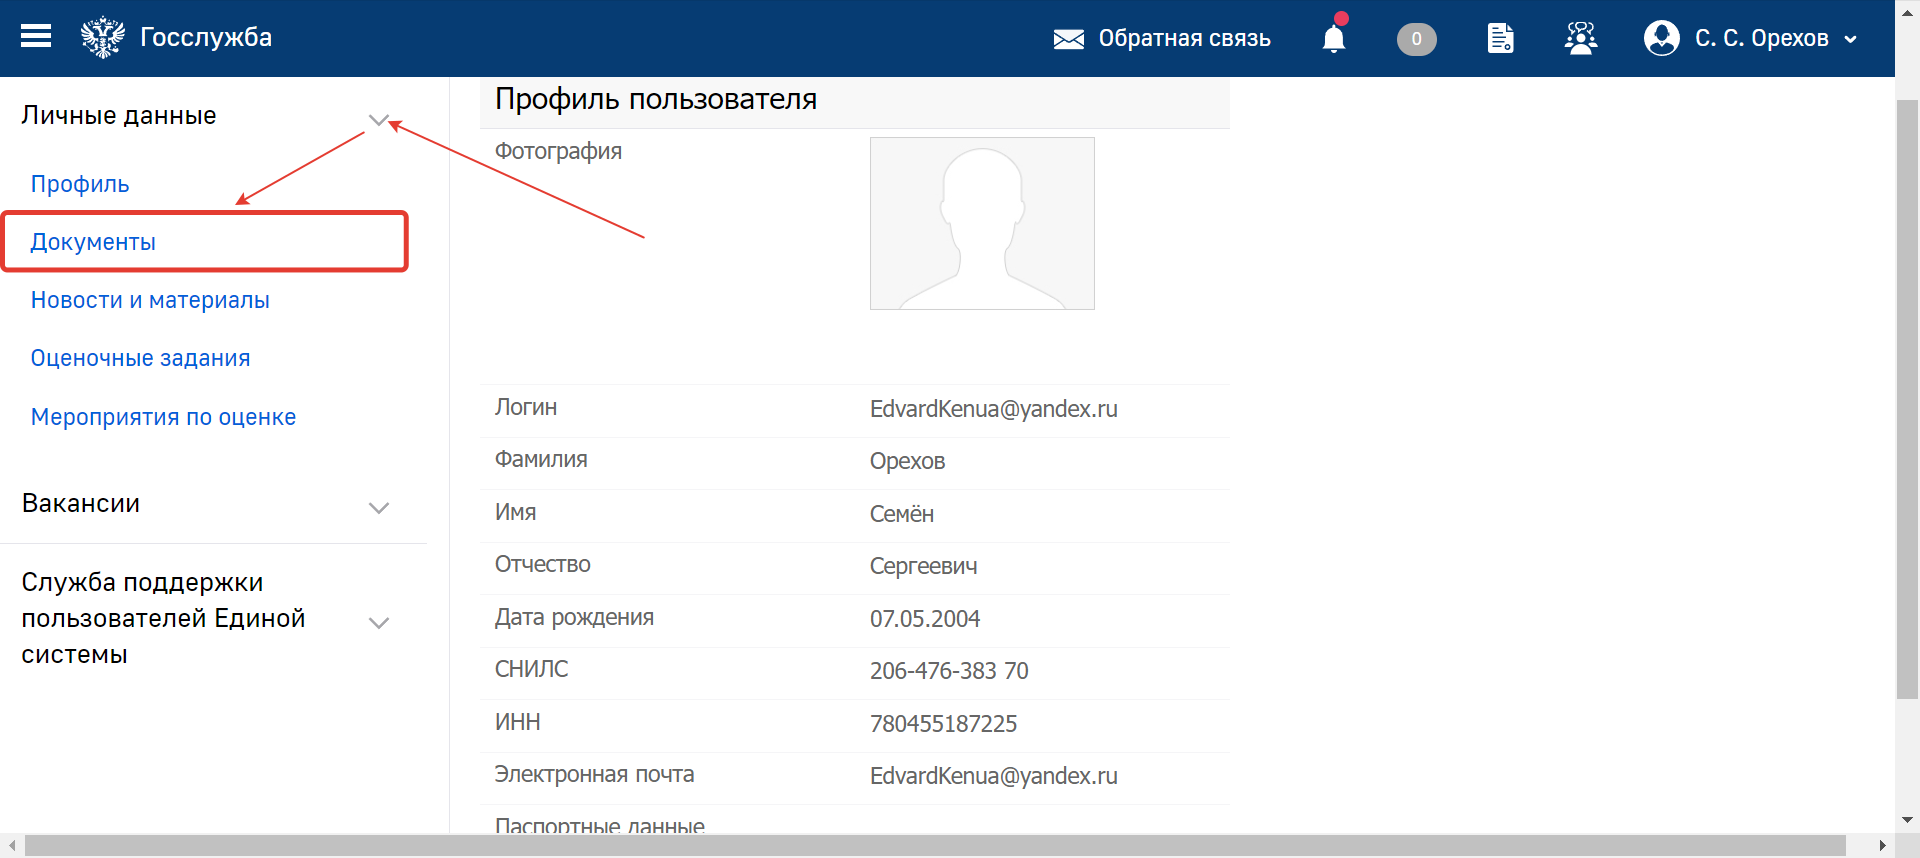 Госслужба
Обратная связь
0
С. С. Орехов
Личные данные
Профиль
Документы
Новости и материалы
Оценочные задания
Мероприятия по оценке
Вакансии
Служба поддержки
пользователей Единой
системы
Профиль пользователя
Фотография
Логин EdvardKenua@yandex.ru
Фамилия Орехов
Имя Семён
Отчество Сергеевич
Дата рождения 07.05.2004
СНИЛС 206-476-383 70
ИНН 780455187225
Электронная почта EdvardKenua@yandex.ru
Паспортные данные